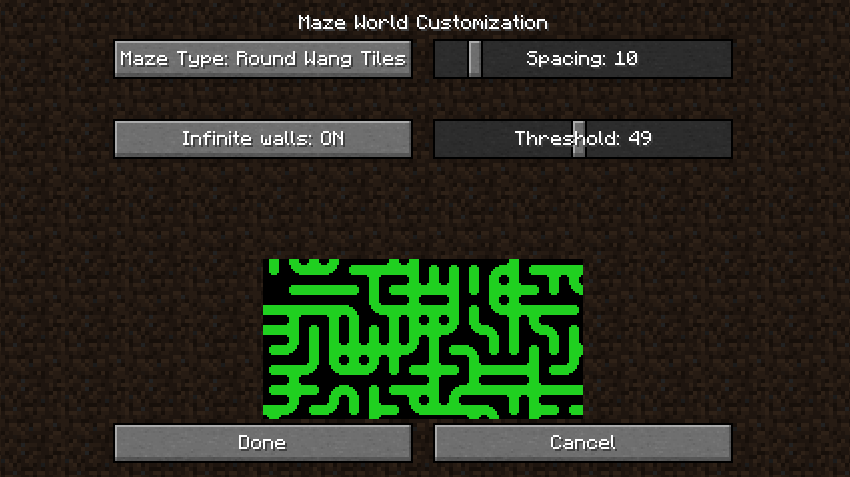 Maze World Customization
Maze Type: Round Wang Tiles
Spacing: 10
Infinite walls: ON
Threshold: 49
Done
Cancel